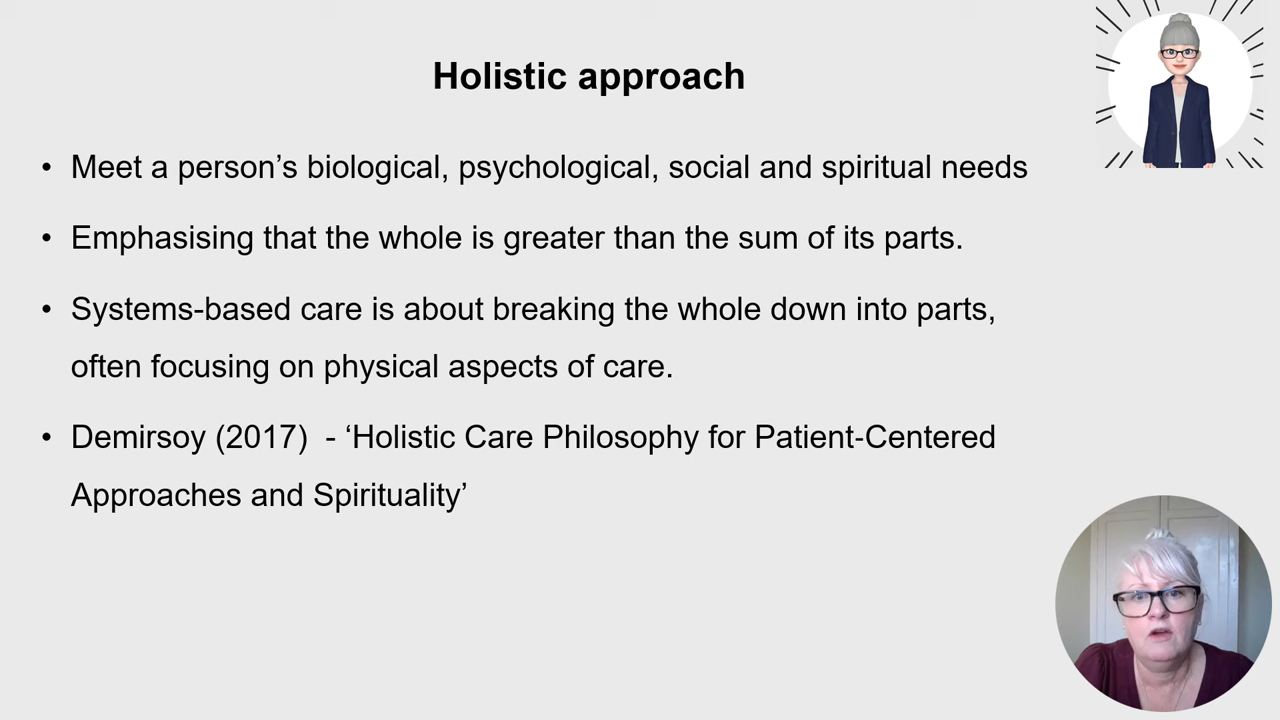 Holistic approach
• Meet a person’s biological, psychological, social and spiritual needs
• Emphasising that the whole is greater than the sum of its parts.
• Systems-based care is about breaking the whole down into parts,
often focusing on physical aspects of care.
• Demirsoy (2017)  - ‘Holistic Care Philosophy for Patient-Centered
Approaches and Spirituality’